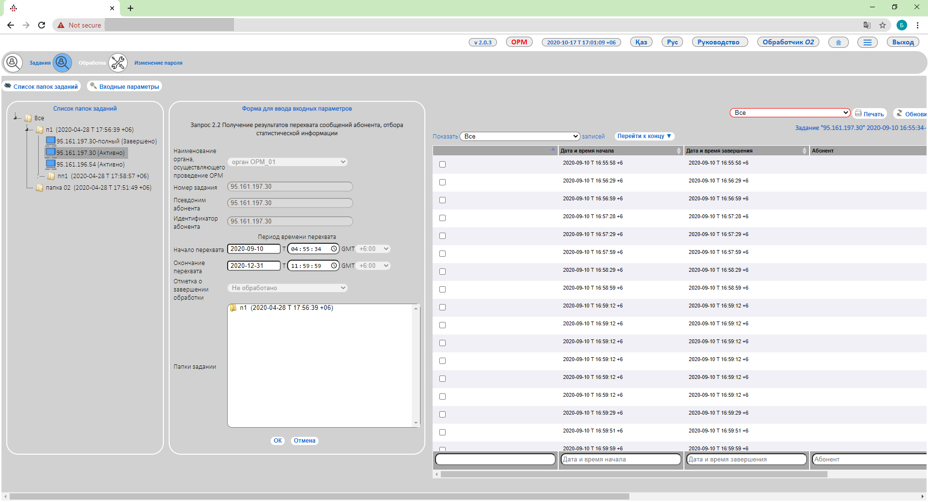 Not secure
Б
v 2.0.3
ОРМ
2020-10-17 T 17:01:09 +06
Қаз
Рус
Руководство
Обработчик O2
Выход
Задания
Обработка
Изменение пароля
Список папок заданий
Входные параметры
Список папок заданий
Все
п1 (2020-04-28 T 17:56:39 +06)
95.161.197.30-полный (Завершено)
95.161.197.30 (Активно)
95.161.196.54 (Активно)
пп1 (2020-04-28 T 17:58:57 +06)
папка 02 (2020-04-28 T 17:51:49 +06)
Форма для ввода входных параметров
Запрос 2.2 Получение результатов перехвата сообщений абонента, отбора
статистической информации
Наименование
органа,
осуществляющего
проведение ОРМ
орган ОРМ_01
Номер задания
95.161.197.30
Псевдоним
абонента
95.161.197.30
Идентификатор
абонента
95.161.197.30
Период времени перехвата
Начало перехвата
2020-09-10 T 04:55:34 GMT +6:00
Окончание
перехвата
2020-12-31 T 11:59:59 GMT +6:00
Отметка о
завершении
обработки
Не обработано
Папки задании
п1 (2020-04-28 T 17:56:39 +06)
ОК
Отмена
Все
Печать
Обнови
Задание "95.161.197.30" 2020-09-10 16:55:34-
Показать Все записей
Перейти к концу ▼
Дата и время начала
Дата и время завершения
Абонент
2020-09-10 T 16:55:58 +6 2020-09-10 T 16:55:58 +6
2020-09-10 T 16:56:29 +6 2020-09-10 T 16:56:29 +6
2020-09-10 T 16:56:59 +6 2020-09-10 T 16:56:59 +6
2020-09-10 T 16:57:28 +6 2020-09-10 T 16:57:28 +6
2020-09-10 T 16:57:29 +6 2020-09-10 T 16:57:29 +6
2020-09-10 T 16:57:59 +6 2020-09-10 T 16:57:59 +6
2020-09-10 T 16:58:29 +6 2020-09-10 T 16:58:29 +6
2020-09-10 T 16:58:59 +6 2020-09-10 T 16:58:59 +6
2020-09-10 T 16:59:12 +6 2020-09-10 T 16:59:12 +6
2020-09-10 T 16:59:12 +6 2020-09-10 T 16:59:12 +6
2020-09-10 T 16:59:12 +6 2020-09-10 T 16:59:12 +6
2020-09-10 T 16:59:12 +6 2020-09-10 T 16:59:12 +6
2020-09-10 T 16:59:12 +6 2020-09-10 T 16:59:12 +6
2020-09-10 T 16:59:12 +6 2020-09-10 T 16:59:12 +6
2020-09-10 T 16:59:29 +6 2020-09-10 T 16:59:29 +6
2020-09-10 T 16:59:51 +6 2020-09-10 T 16:59:51 +6
2020-09-10 T 16:59:59 +6 2020-09-10 T 16:59:59 +6
Дата и время начала
Дата и время завершения
Абонент